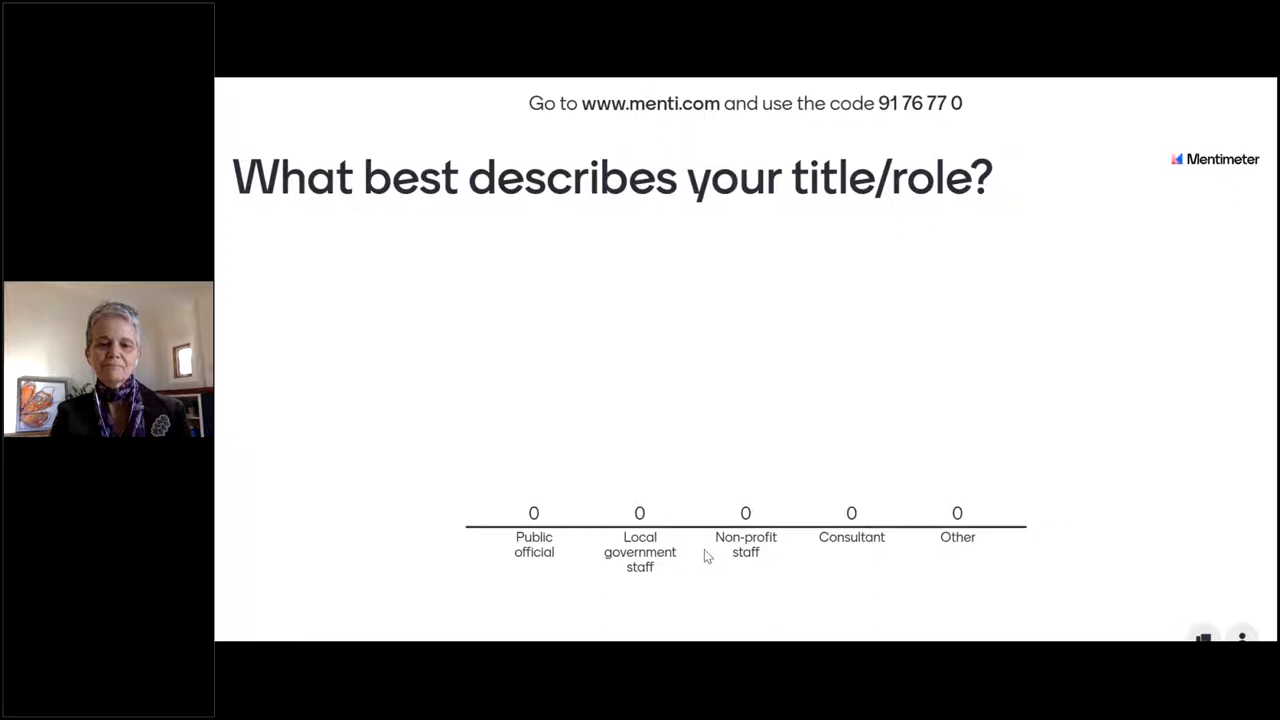 Go to www.menti.com and use the code 91 76 77 0
What best describes your title/role?
Mentimeter
0 0 0 0 0
Public official
Local government staff
Non-profit staff
Consultant
Other